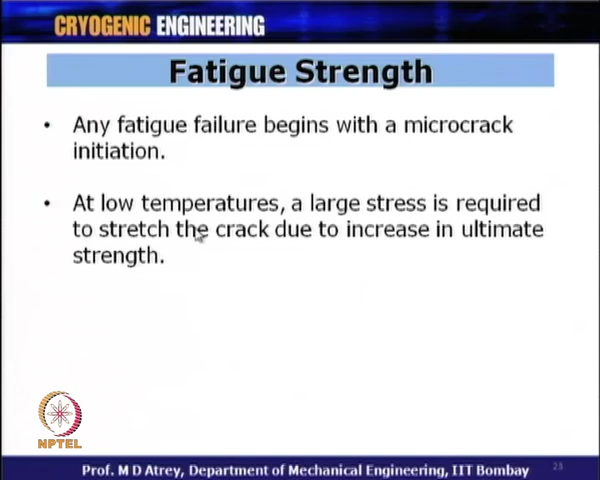 CRYOGENIC ENGINEERING
Fatigue Strength
• Any fatigue failure begins with a microcrack
initiation.
• At low temperatures, a large stress is required
to stretch the crack due to increase in ultimate
strength.
NPTEL
Prof. M D Atrey, Department of Mechanical Engineering, IIT Bombay
23